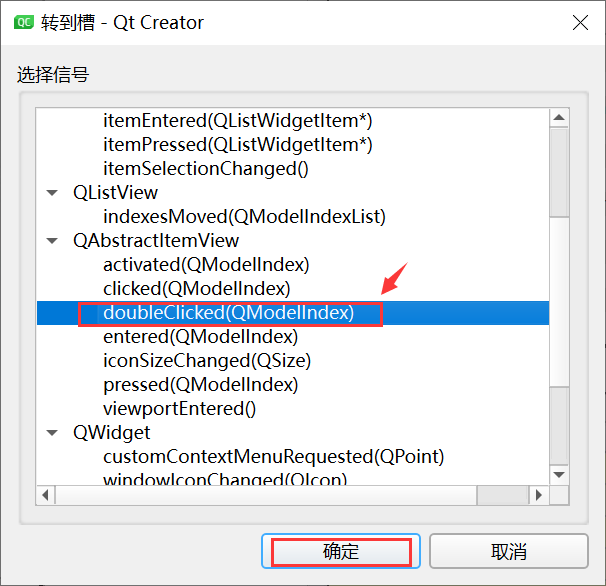 QC 转到槽 - Qt Creator
选择信号
itemEntered(QListWidgetItem*)
itemPressed(QListWidgetItem*)
itemSelectionChanged()
QListView
indexesMoved(QModelIndexList)
QAbstractItemView
activated(QModelIndex)
clicked(QModelIndex)
doubleClicked(QModelIndex)
entered(QModelIndex)
iconSizeChanged(QSize)
pressed(QModelIndex)
viewportEntered()
QWidget
customContextMenuRequested(QPoint)
windowIconChanged(QIcon)
确定 取消